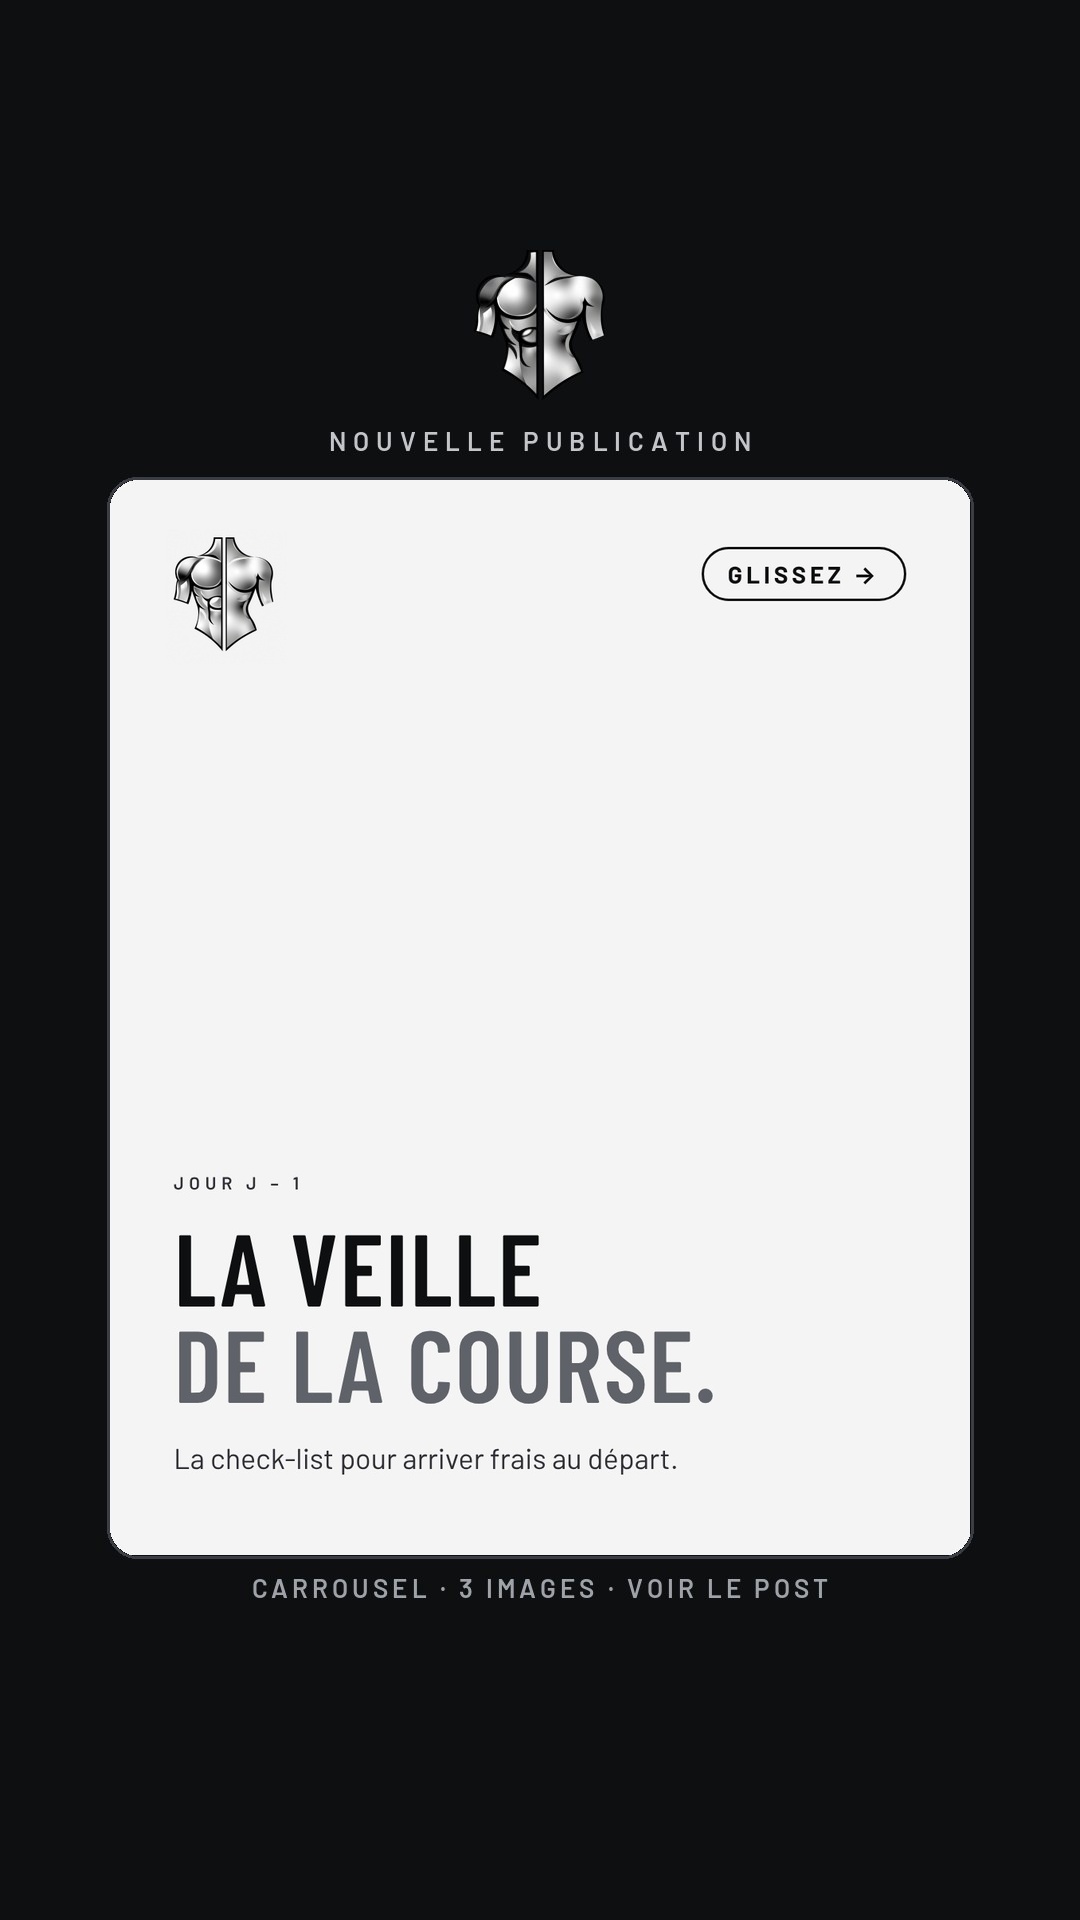 NOUVELLE PUBLICATION
GLISSEZ →
JOUR J - 1
LA VEILLE
DE LA COURSE.
La check-list pour arriver frais au départ.
CARROUSEL · 3 IMAGES · VOIR LE POST